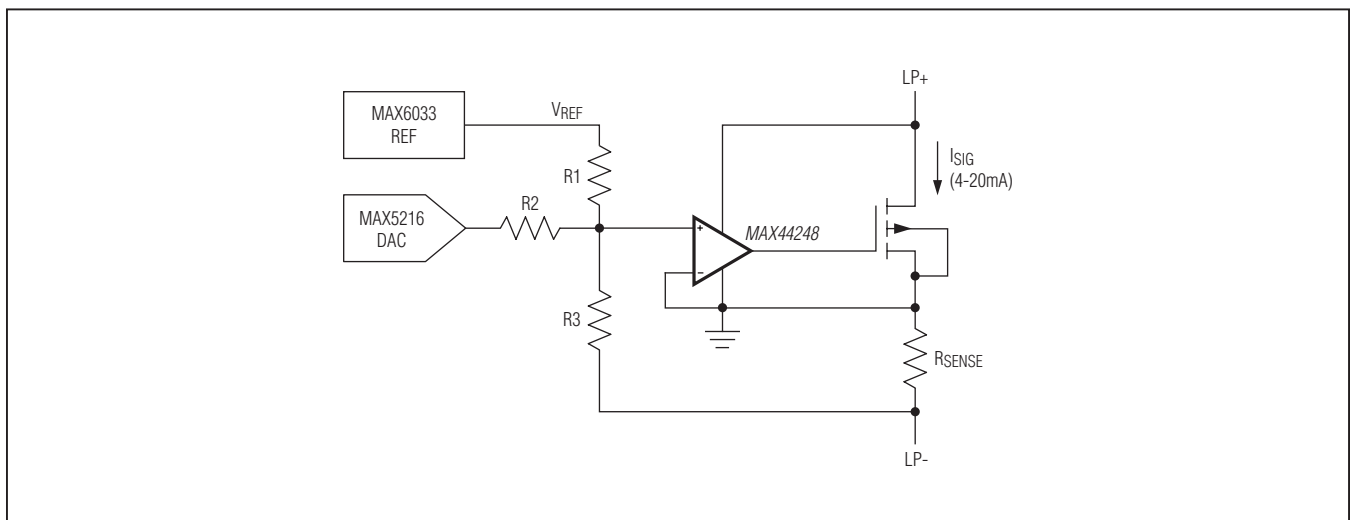 MAX6033
REF
VREF
R1
MAX5216
DAC
R2
R3
+
−
MAX44248
LP+
ISIG
(4-20mA)
RSENSE
LP-